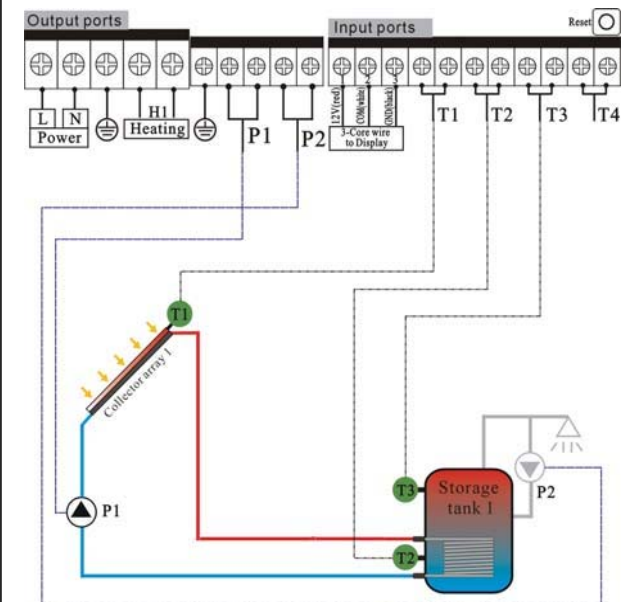 Output ports
Input ports
Reset
L N
Power
H1
Heating
P1
P2
12V(red)
COM(white)
GND(black)
3-Core wire
to Display
T1
T2
T3
T4
T1
Collector array 1
P1
T3
Storage
tank 1
P2
T2